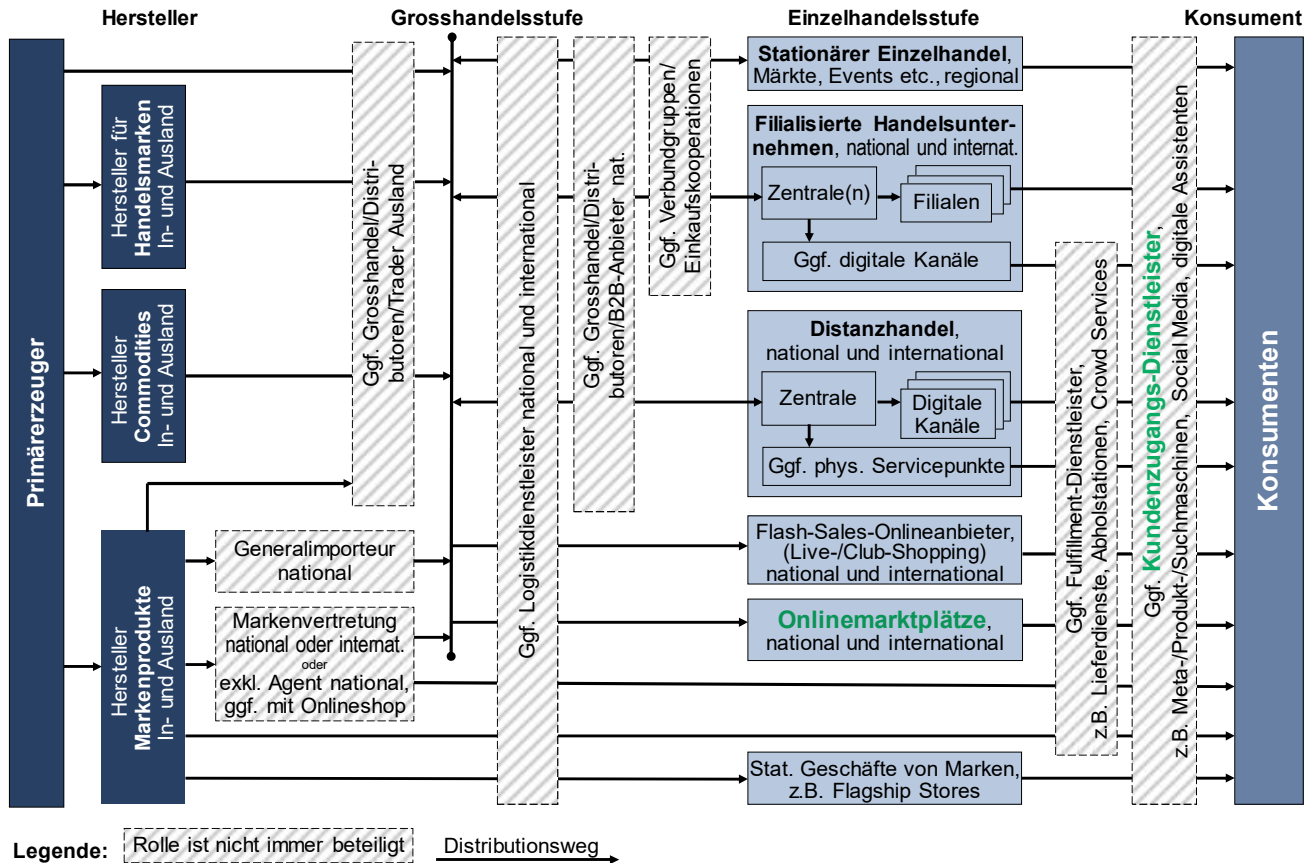 Hersteller
Grosshandelsstufe
Einzelhandelsstufe
Konsument
Primärerzeuger
Hersteller für
Handelsmarken
In- und Ausland
Hersteller
Commodities
In- und Ausland
Hersteller
Markenprodukte
In- und Ausland
Generalimporteur
national
Markenvertretung
national oder internat.
oder
exkl. Agent national,
ggf. mit Onlineshop
Ggf. Grosshandel/Distri-
butoren/Trader Ausland
Ggf. Logistikdienstleister national und international
Ggf. Grosshandel/Distri-
butoren/B2B-Anbieter nat.
Ggf. Verbundgruppen/
Einkaufskooperationen
Stationärer Einzelhandel,
Märkte, Events etc., regional
Filialisierte Handelsunter-
nehmen, national und internat.
Zentrale(n)
Filialen
Ggf. digitale Kanäle
Distanzhandel,
national und international
Zentrale
Digitale
Kanäle
Ggf. phys. Servicepunkte
Flash-Sales-Onlineanbieter,
(Live-/Club-Shopping)
national und international
Onlinemarktplätze,
national und international
Stat. Geschäfte von Marken,
z.B. Flagship Stores
Ggf. Fulfillment-Dienstleister,
z.B. Lieferdienste, Abholstationen, Crowd Services
Ggf. Kundenzugangs-Dienstleister,
z.B. Meta-/Produkt-/Suchmaschinen, Social Media, digitale Assistenten
Konsumenten
Legende:
Rolle ist nicht immer beteiligt
Distributionsweg